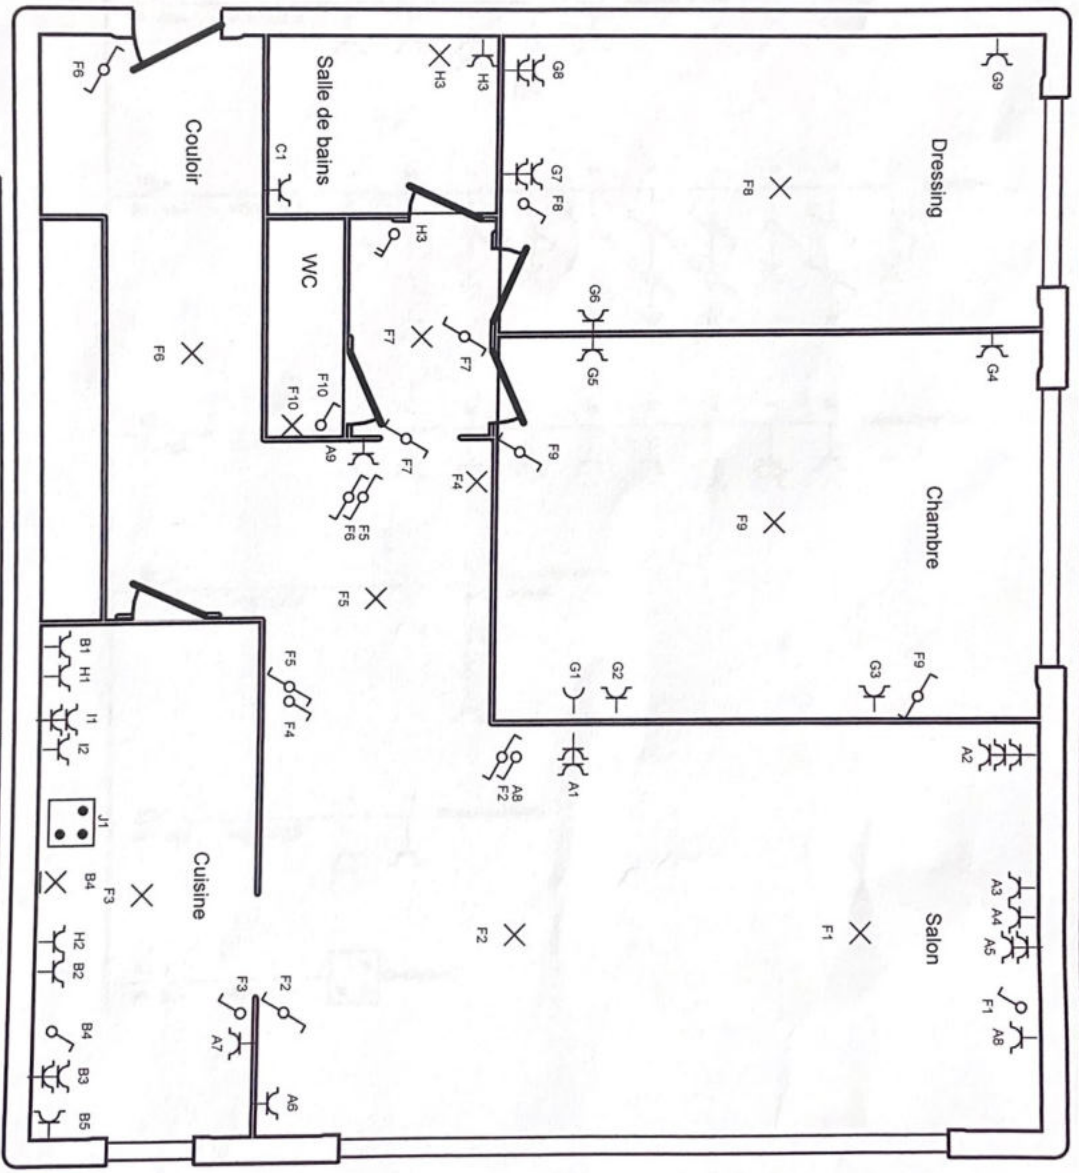 F6
Couloir
Salle de bains
H3
H3
G8
G9
Dressing
C1
G7
F8
F8
WC
H3
F7
F7
G6
G5
G4
F6
F10
F10
A9
F7
F9
F4
F5
F6
F9
Chambre
F5
F5
F4
G1
G2
G3
F9
B1
H1
I1
I2
A8
F2
A1
A2
J1
Cuisine
B4
F3
H2
B2
F2
F1
Salon
A3
A4
A5
F3
F2
F1
A8
B4
A7
B3
A6
B5